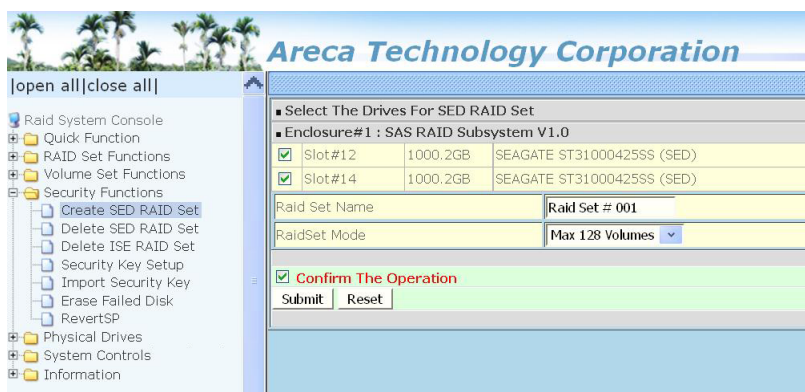 Areca Technology Corporation
|open all|close all|
Raid System Console
Quick Function
RAID Set Functions
Volume Set Functions
Security Functions
Create SED RAID Set
Delete SED RAID Set
Delete ISE RAID Set
Security Key Setup
Import Security Key
Erase Failed Disk
RevertSP
Physical Drives
System Controls
Information
Select The Drives For SED RAID Set
Enclosure#1 : SAS RAID Subsystem V1.0
Slot#12 1000.2GB SEAGATE ST31000425SS (SED)
Slot#14 1000.2GB SEAGATE ST31000425SS (SED)
Raid Set Name Raid Set # 001
RaidSet Mode Max 128 Volumes
Confirm The Operation
Submit Reset